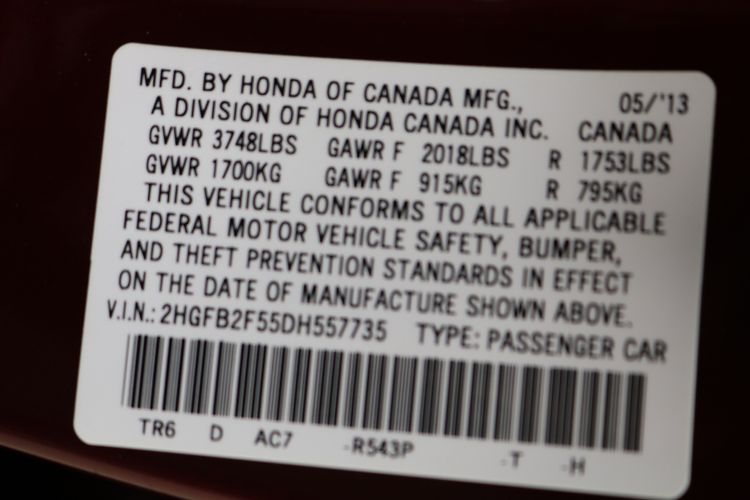 MFD. BY HONDA OF CANADA MFG., 05/'13
A DIVISION OF HONDA CANADA INC. CANADA
GVWR 3748LBS GAWR F 2018LBS R 1753LBS
GVWR 1700KG GAWR F 915KG R 795KG
THIS VEHICLE CONFORMS TO ALL APPLICABLE
FEDERAL MOTOR VEHICLE SAFETY, BUMPER,
AND THEFT PREVENTION STANDARDS IN EFFECT
ON THE DATE OF MANUFACTURE SHOWN ABOVE.
V.I.N.: 2HGFB2F55DH557735 TYPE: PASSENGER CAR
TR6 D AC7 -R543P -T -H